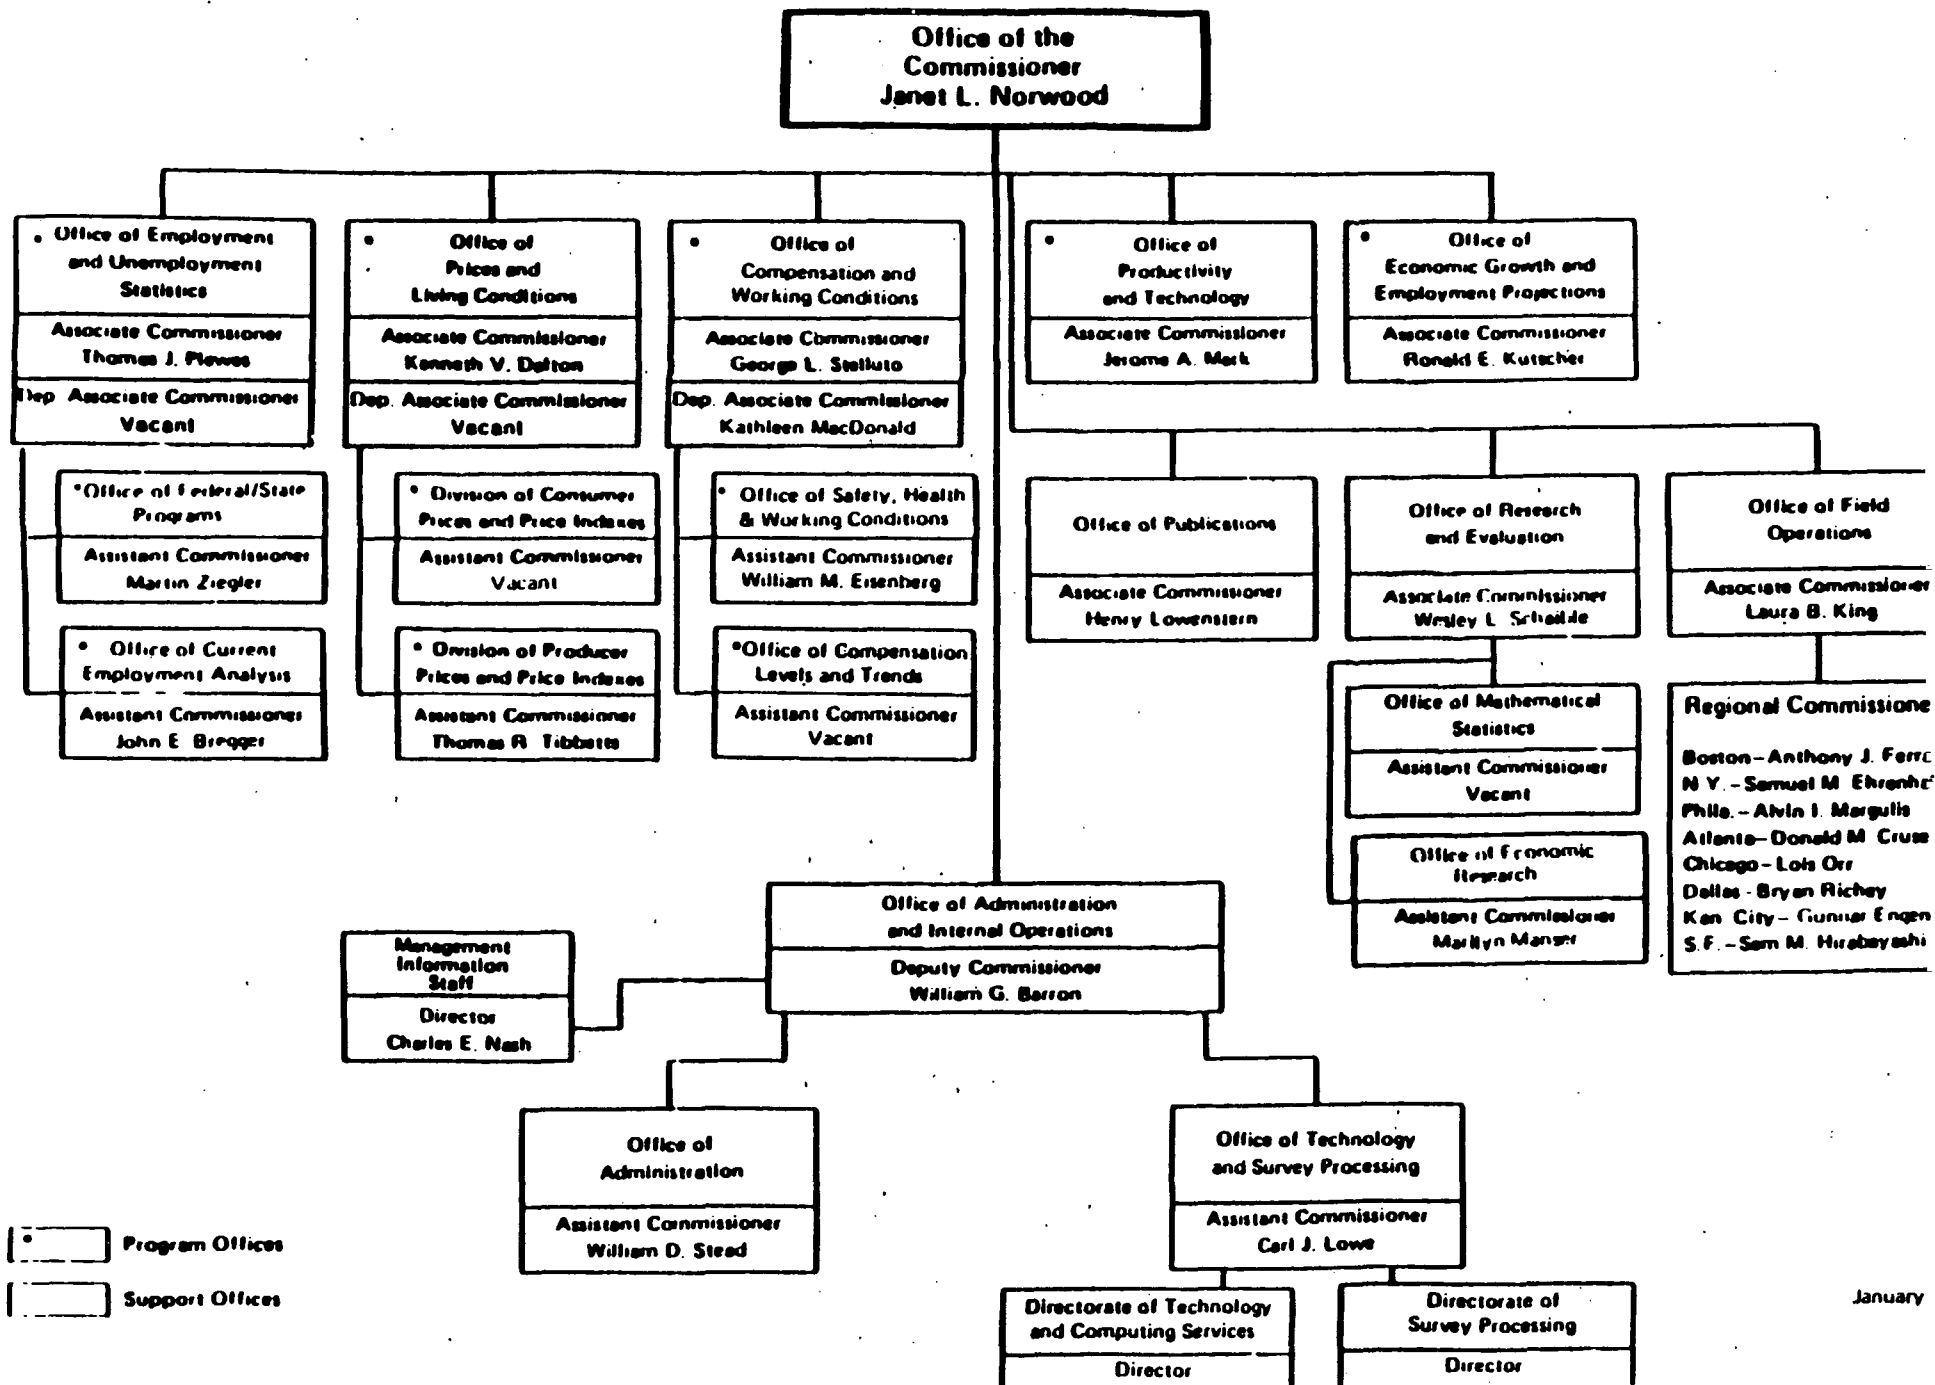 Office of the
Commissioner
Janet L. Norwood
• Office of Employment
and Unemployment
Statistics
Associate Commissioner
Thomas J. Plewes
Dep. Associate Commissioner
Vacant
• Office of
Prices and
Living Conditions
Associate Commissioner
Kenneth V. Dalton
Dep. Associate Commissioner
Vacant
• Office of
Compensation and
Working Conditions
Associate Commissioner
George L. Stelluto
Dep. Associate Commissioner
Kathleen MacDonald
• Office of
Productivity
and Technology
Associate Commissioner
Jerome A. Mark
• Office of
Economic Growth and
Employment Projections
Associate Commissioner
Ronald E. Kutscher
• Office of Federal/State
Programs
Assistant Commissioner
Martin Ziegler
• Office of Current
Employment Analysis
Assistant Commissioner
John E. Bregger
• Division of Consumer
Prices and Price Indexes
Assistant Commissioner
Vacant
• Division of Producer
Prices and Price Indexes
Assistant Commissioner
Thomas R. Tibbetts
• Office of Safety, Health
& Working Conditions
Assistant Commissioner
William M. Eisenberg
• Office of Compensation
Levels and Trends
Assistant Commissioner
Vacant
Office of Publications
Associate Commissioner
Henry Lowenstern
Office of Research
and Evaluation
Associate Commissioner
Wesley L. Schaible
Office of Mathematical
Statistics
Assistant Commissioner
Vacant
Office of Economic
Research
Assistant Commissioner
Marilyn Manser
Office of Field
Operations
Associate Commissioner
Laura B. King
Regional Commissione
Boston–Anthony J. Ferra
N.Y.–Samuel M. Ehrenha
Phila.–Alvin I. Margulis
Atlanta–Donald M. Cruse
Chicago–Lois Orr
Dallas–Bryan Richey
Kan City–Gunnar Engen
S.F.–Sam M. Hirabayashi
Office of Administration
and Internal Operations
Deputy Commissioner
William G. Barron
Management
Information
Staff
Director
Charles E. Nash
Office of
Administration
Assistant Commissioner
William D. Stead
Office of Technology
and Survey Processing
Assistant Commissioner
Carl J. Lowe
Directorate of Technology
and Computing Services
Director
Directorate of
Survey Processing
Director
• Program Offices
Support Offices
January